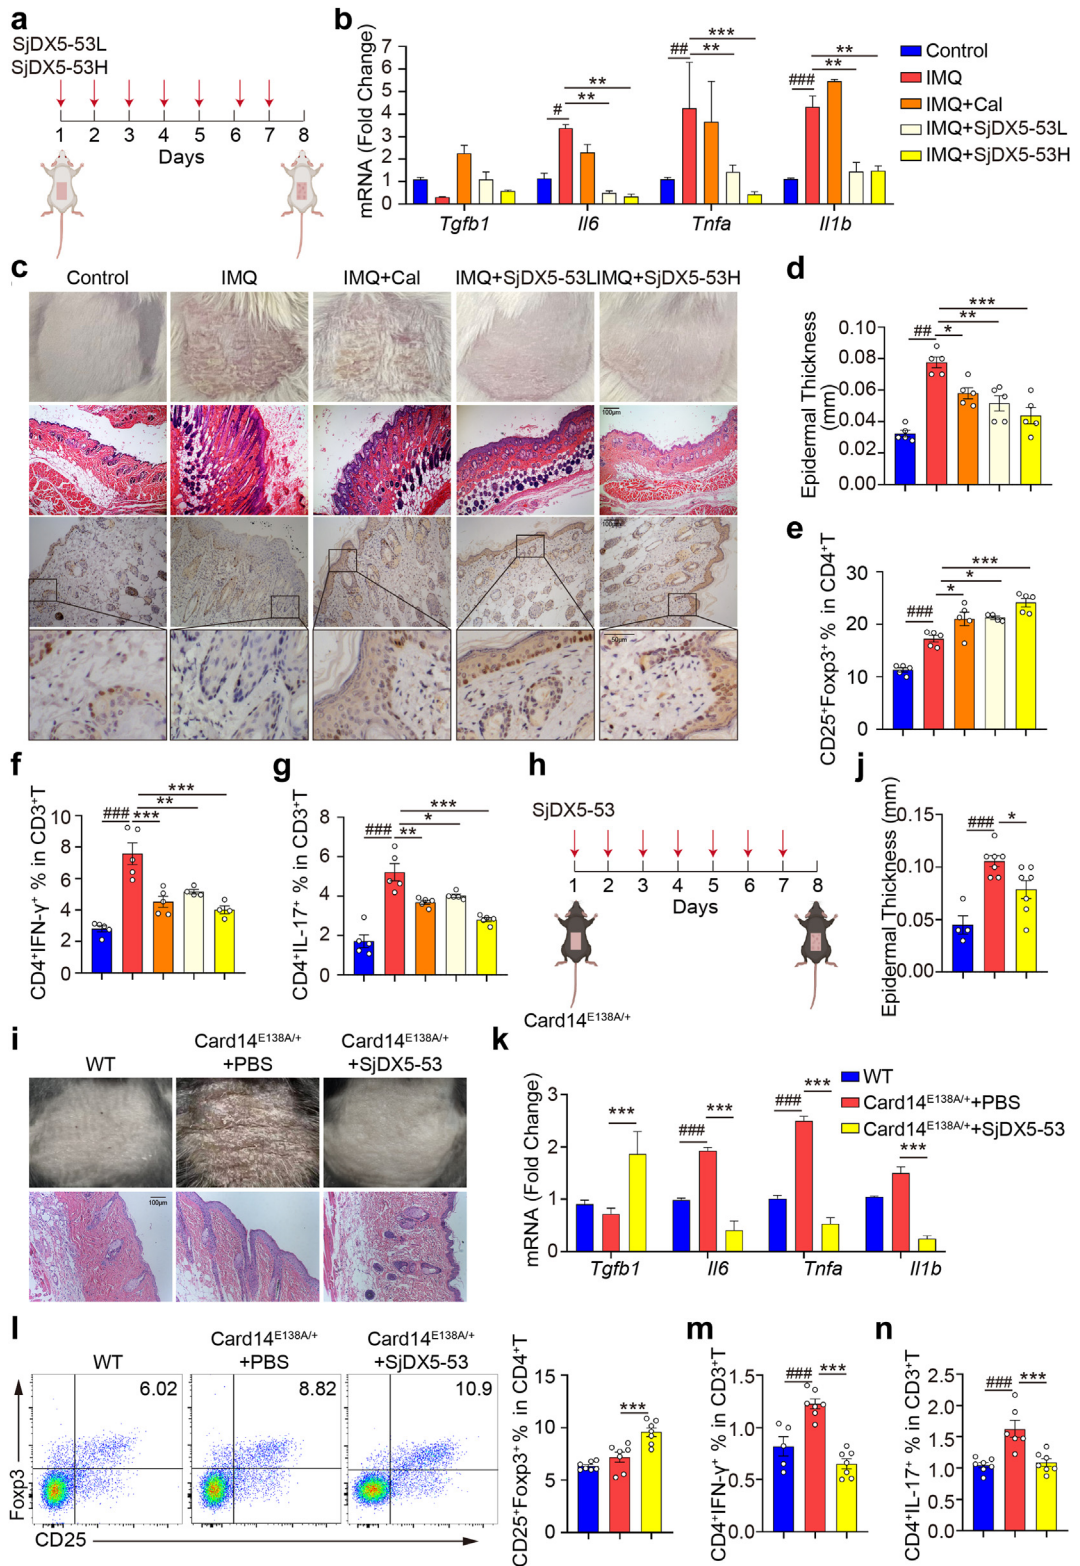 a
SjDX5-53L
SjDX5-53H
1 2 3 4 5 6 7 8
Days
b
mRNA (Fold Change)
7
6
5
4
3
2
1
0
# ** **
## ** ***
### ** **
Tgfb1 Il6 Tnfa Il1b
Control
IMQ
IMQ+Cal
IMQ+SjDX5-53L
IMQ+SjDX5-53H
c
Control IMQ IMQ+Cal IMQ+SjDX5-53L IMQ+SjDX5-53H
100μm
100μm
50μm
d
Epidermal Thickness
(mm)
0.10
0.08
0.06
0.04
0.02
0.00
***
**
## *
e
CD25⁺Foxp3⁺ % in CD4⁺T
30
20
10
0
***
*
*
###
f
CD4⁺IFN-γ⁺ % in CD3⁺T
10
8
6
4
2
0
***
**
### ***
g
CD4⁺IL-17⁺ % in CD3⁺T
8
6
4
2
0
***
*
### **
h
SjDX5-53
1 2 3 4 5 6 7 8
Days
Card14ᴱ¹³⁸ᴬ/⁺
j
Epidermal Thickness (mm)
0.15
0.10
0.05
0.00
### *
i
WT
Card14ᴱ¹³⁸ᴬ/⁺
+PBS
Card14ᴱ¹³⁸ᴬ/⁺
+SjDX5-53
100μm
k
mRNA (Fold Change)
3
2
1
0
***
### ***
### ***
***
Tgfb1 Il6 Tnfa Il1b
WT
Card14ᴱ¹³⁸ᴬ/⁺+PBS
Card14ᴱ¹³⁸ᴬ/⁺+SjDX5-53
l
WT
Card14ᴱ¹³⁸ᴬ/⁺
+PBS
Card14ᴱ¹³⁸ᴬ/⁺
+SjDX5-53
6.02 8.82 10.9
Foxp3
CD25
CD25⁺Foxp3⁺ % in CD4⁺T
15
10
5
0
***
m
CD4⁺IFN-γ⁺ % in CD3⁺T
1.5
1.0
0.5
0.0
### ***
n
CD4⁺IL-17⁺ % in CD3⁺T
2.5
2.0
1.5
1.0
0.5
0.0
### ***